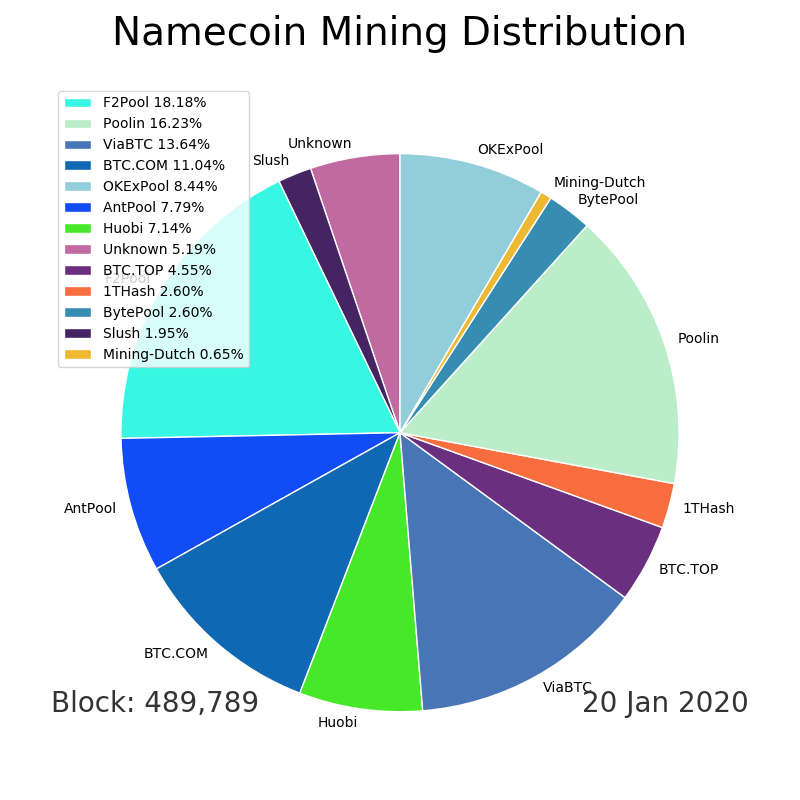 Namecoin Mining Distribution
F2Pool 18.18%
Poolin 16.23%
ViaBTC 13.64%
BTC.COM 11.04%
OKExPool 8.44%
AntPool 7.79%
Huobi 7.14%
Unknown 5.19%
BTC.TOP 4.55%
1THash 2.60%
BytePool 2.60%
Slush 1.95%
Mining-Dutch 0.65%
Unknown
Slush
OKExPool
Mining-Dutch
BytePool
F2Pool
Poolin
AntPool
1THash
BTC.TOP
BTC.COM
ViaBTC
Huobi
Block: 489,789
20 Jan 2020